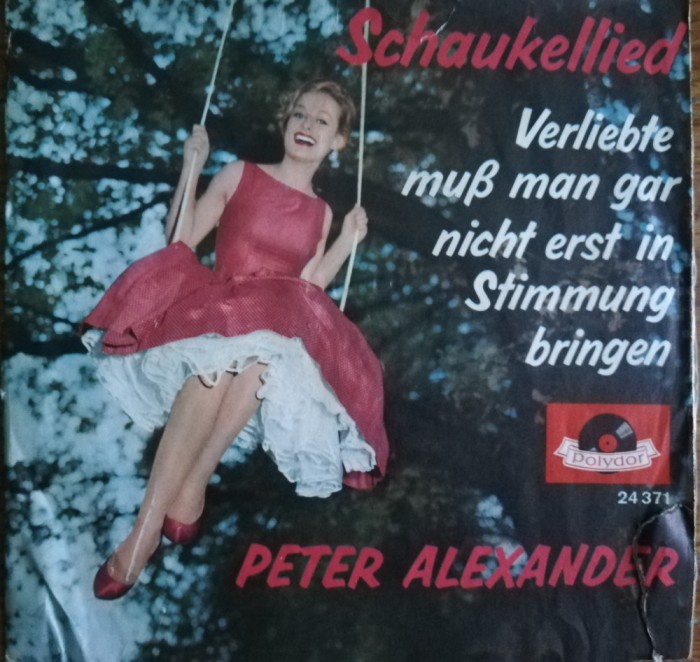 Schaukellied
Verliebte
muß man gar
nicht erst in
Stimmung
bringen
polydor
24 371
PETER ALEXANDER